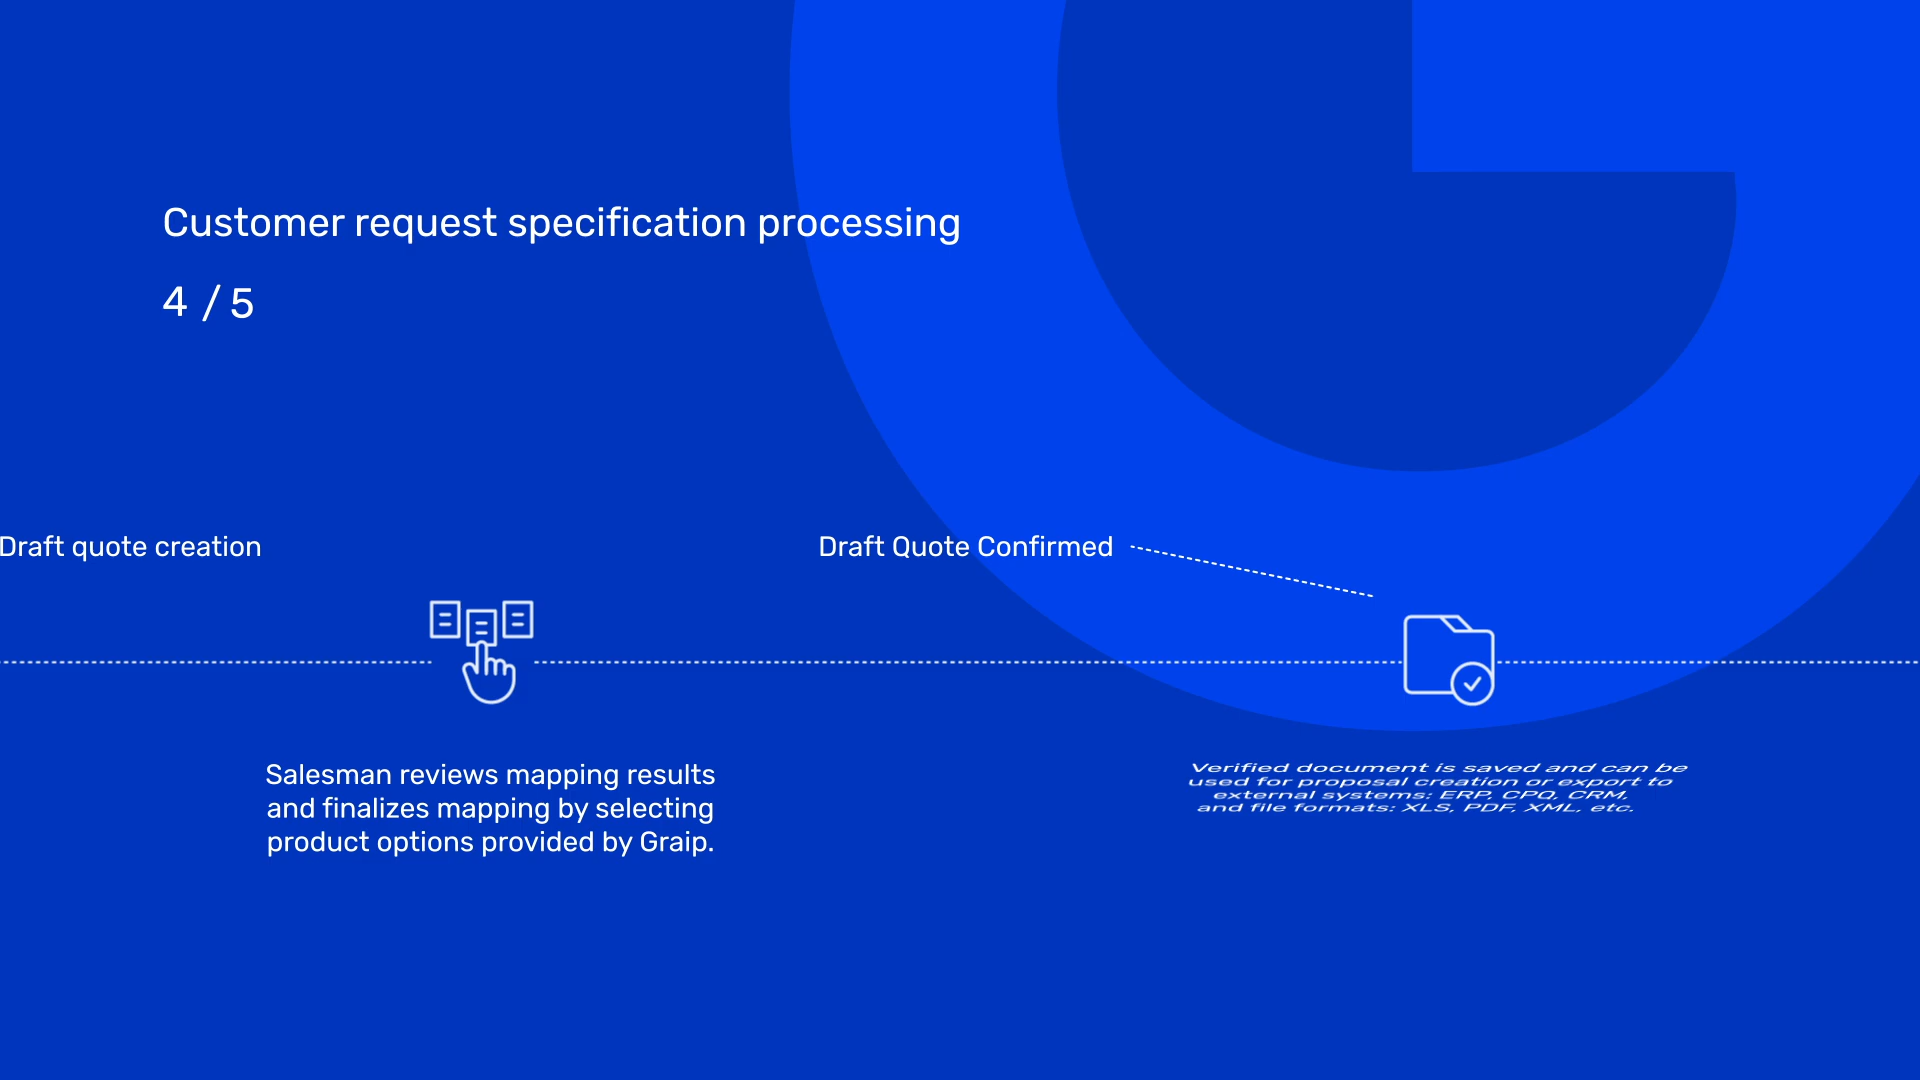 Customer request specification processing
4 / 5
Draft quote creation
Draft Quote Confirmed
Salesman reviews mapping results
and finalizes mapping by selecting
product options provided by Graip.
Verified document is saved and can be
used for proposal creation or export to
external systems: ERP, CPQ, CRM,
and file formats: XLS, PDF, XML, etc.